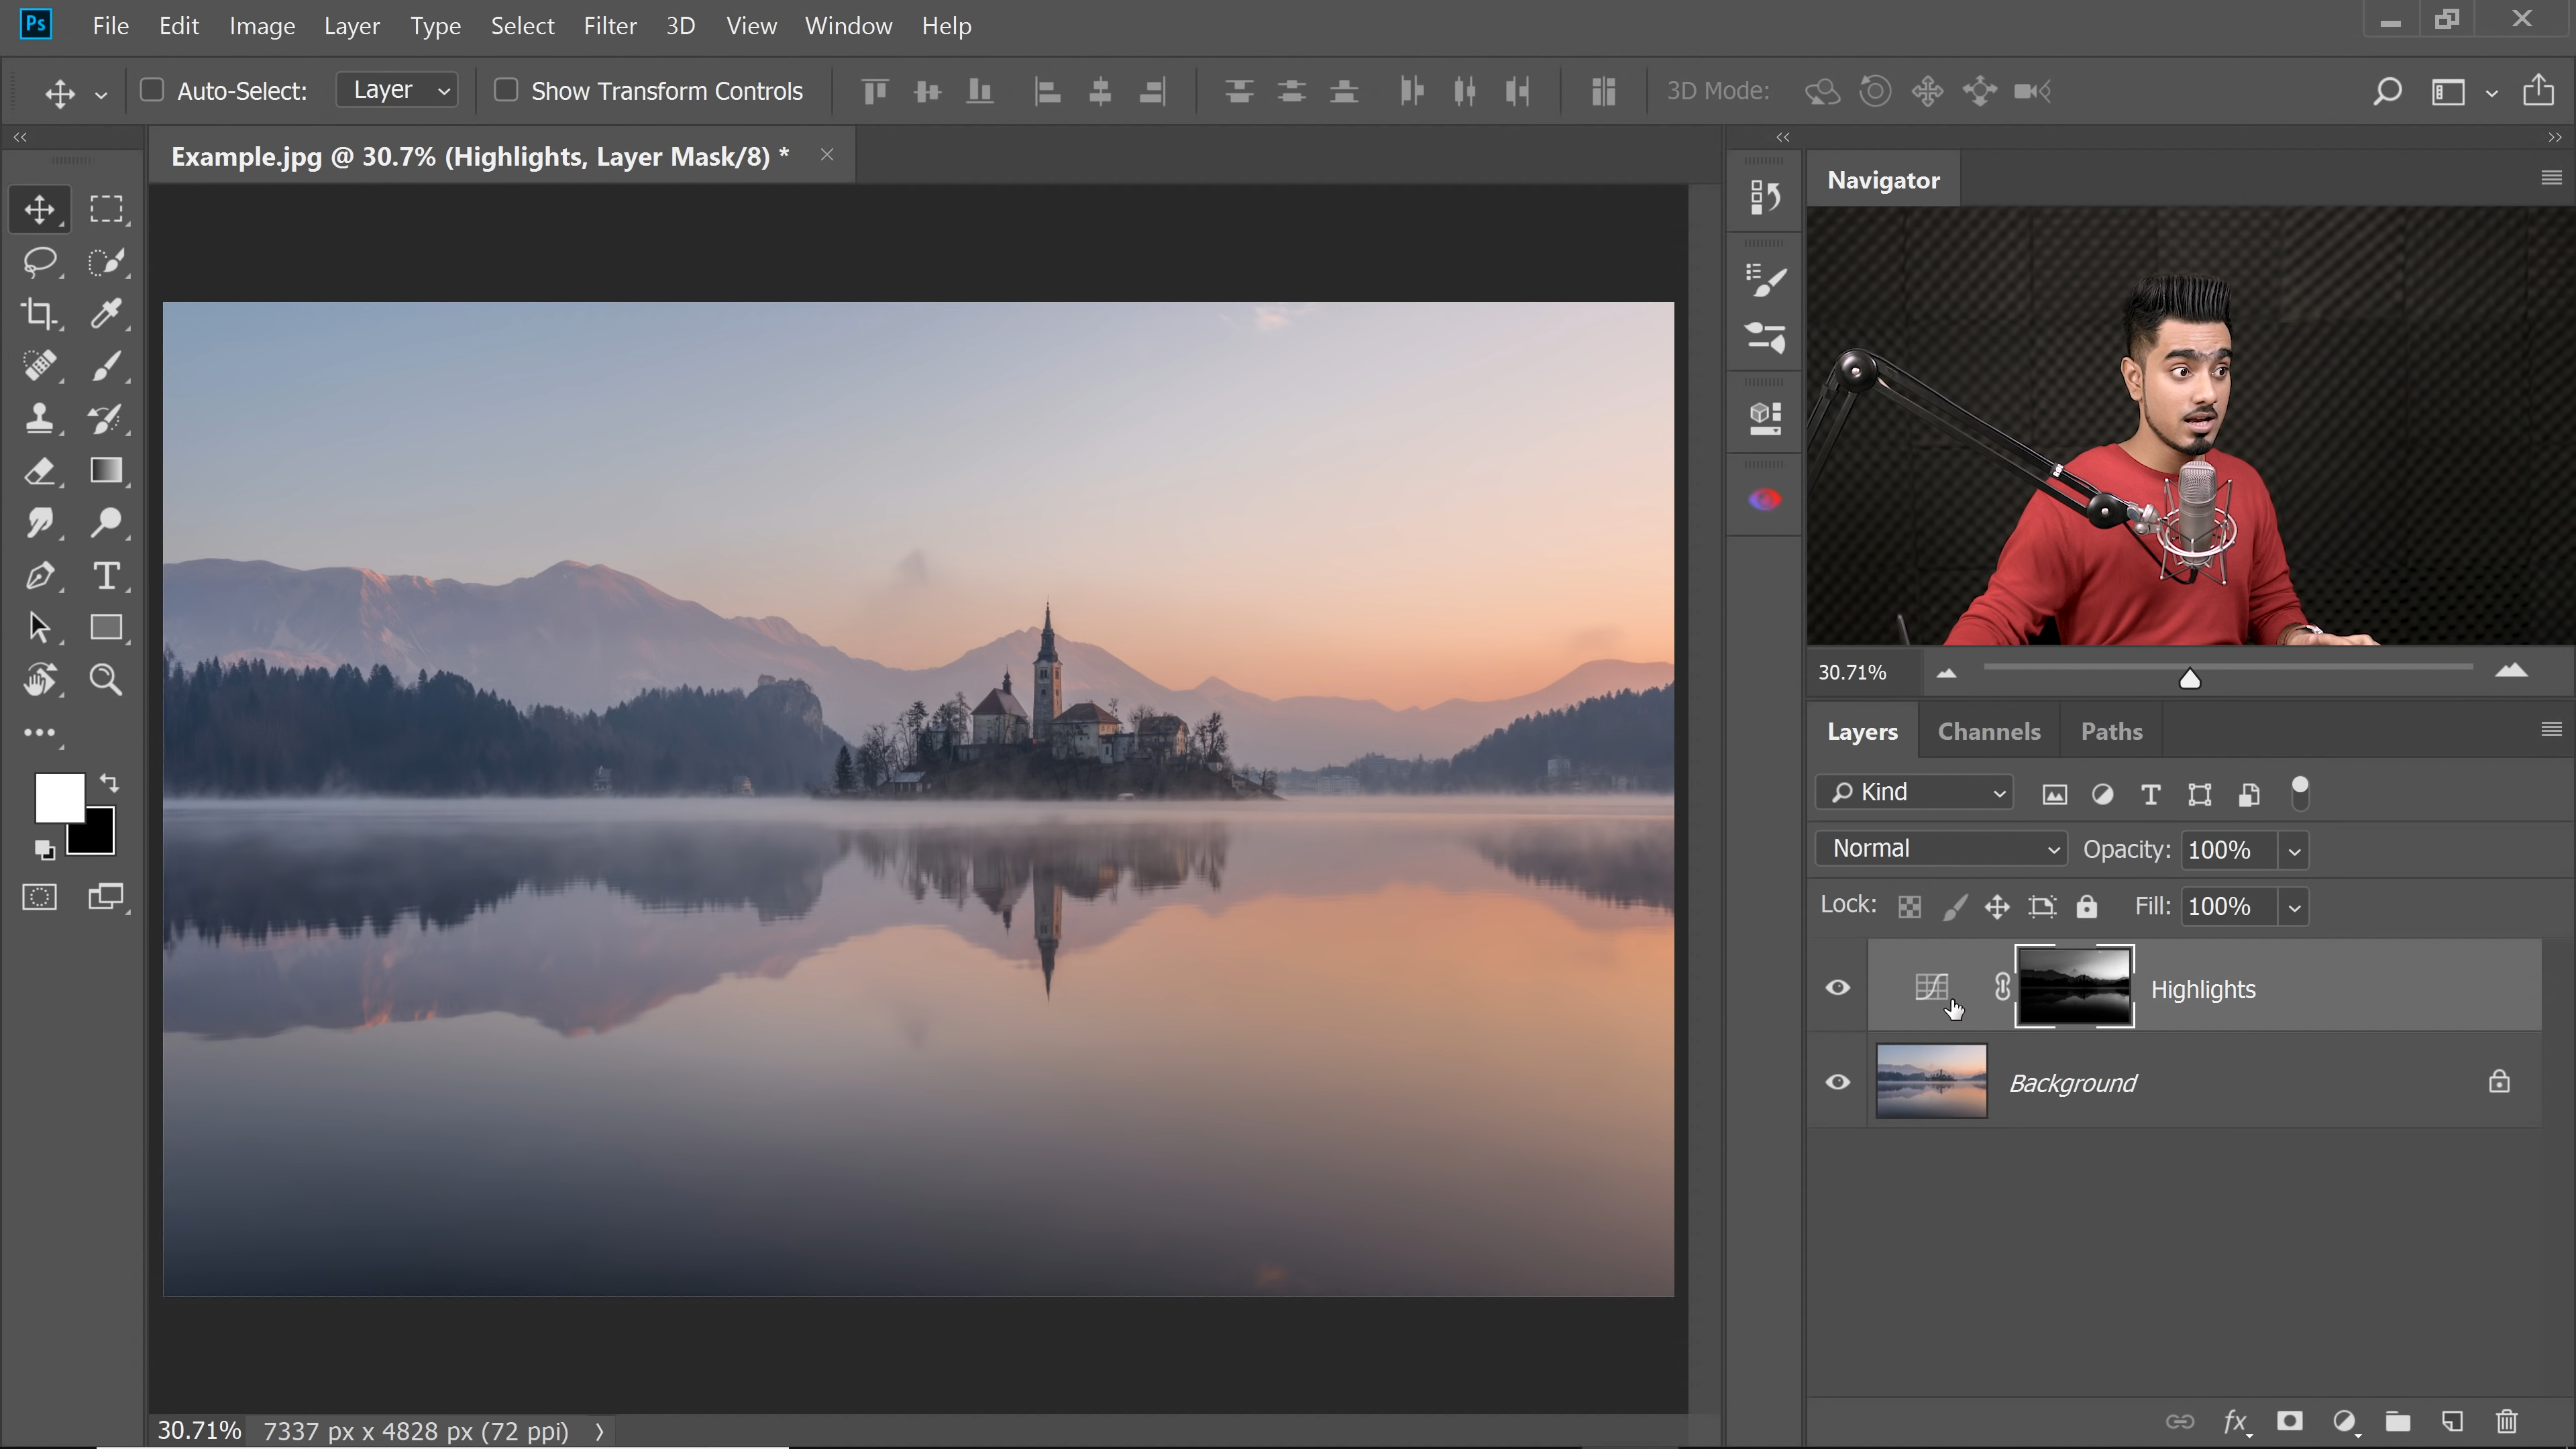 Ps File Edit Image Layer Type Select Filter 3D View Window Help
Auto-Select: Layer Show Transform Controls 3D Mode:
Example.jpg @ 30.7% (Highlights, Layer Mask/8) *
Navigator
30.71%
Layers Channels Paths
Kind
Normal Opacity: 100%
Lock: Fill: 100%
Highlights
Background
fx
30.71% 7337 px x 4828 px (72 ppi)